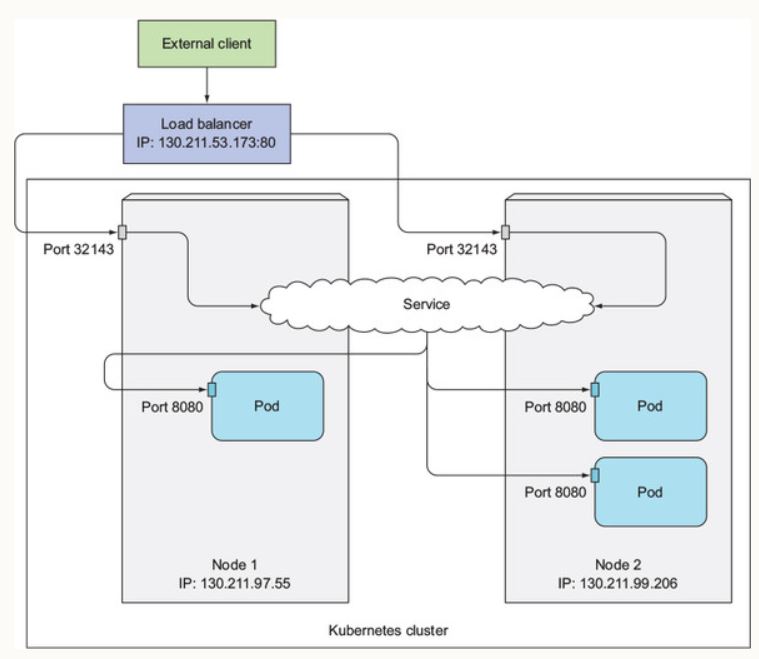 External client
Load balancer
IP: 130.211.53.173:80
Port 32143
Port 32143
Service
Port 8080
Pod
Port 8080
Pod
Port 8080
Pod
Node 1
IP: 130.211.97.55
Node 2
IP: 130.211.99.206
Kubernetes cluster